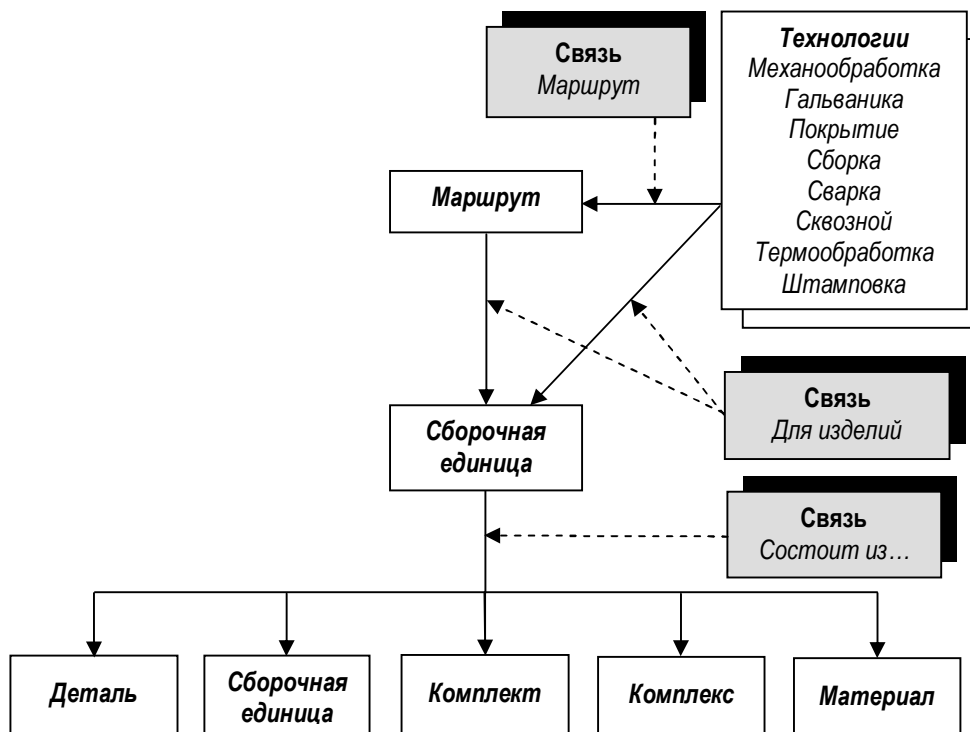 Связь
Маршрут
Технологии
Механообработка
Гальваника
Покрытие
Сборка
Сварка
Сквозной
Термообработка
Штамповка
Маршрут
Связь
Для изделий
Сборочная
единица
Связь
Состоит из…
Деталь
Сборочная
единица
Комплект
Комплекс
Материал